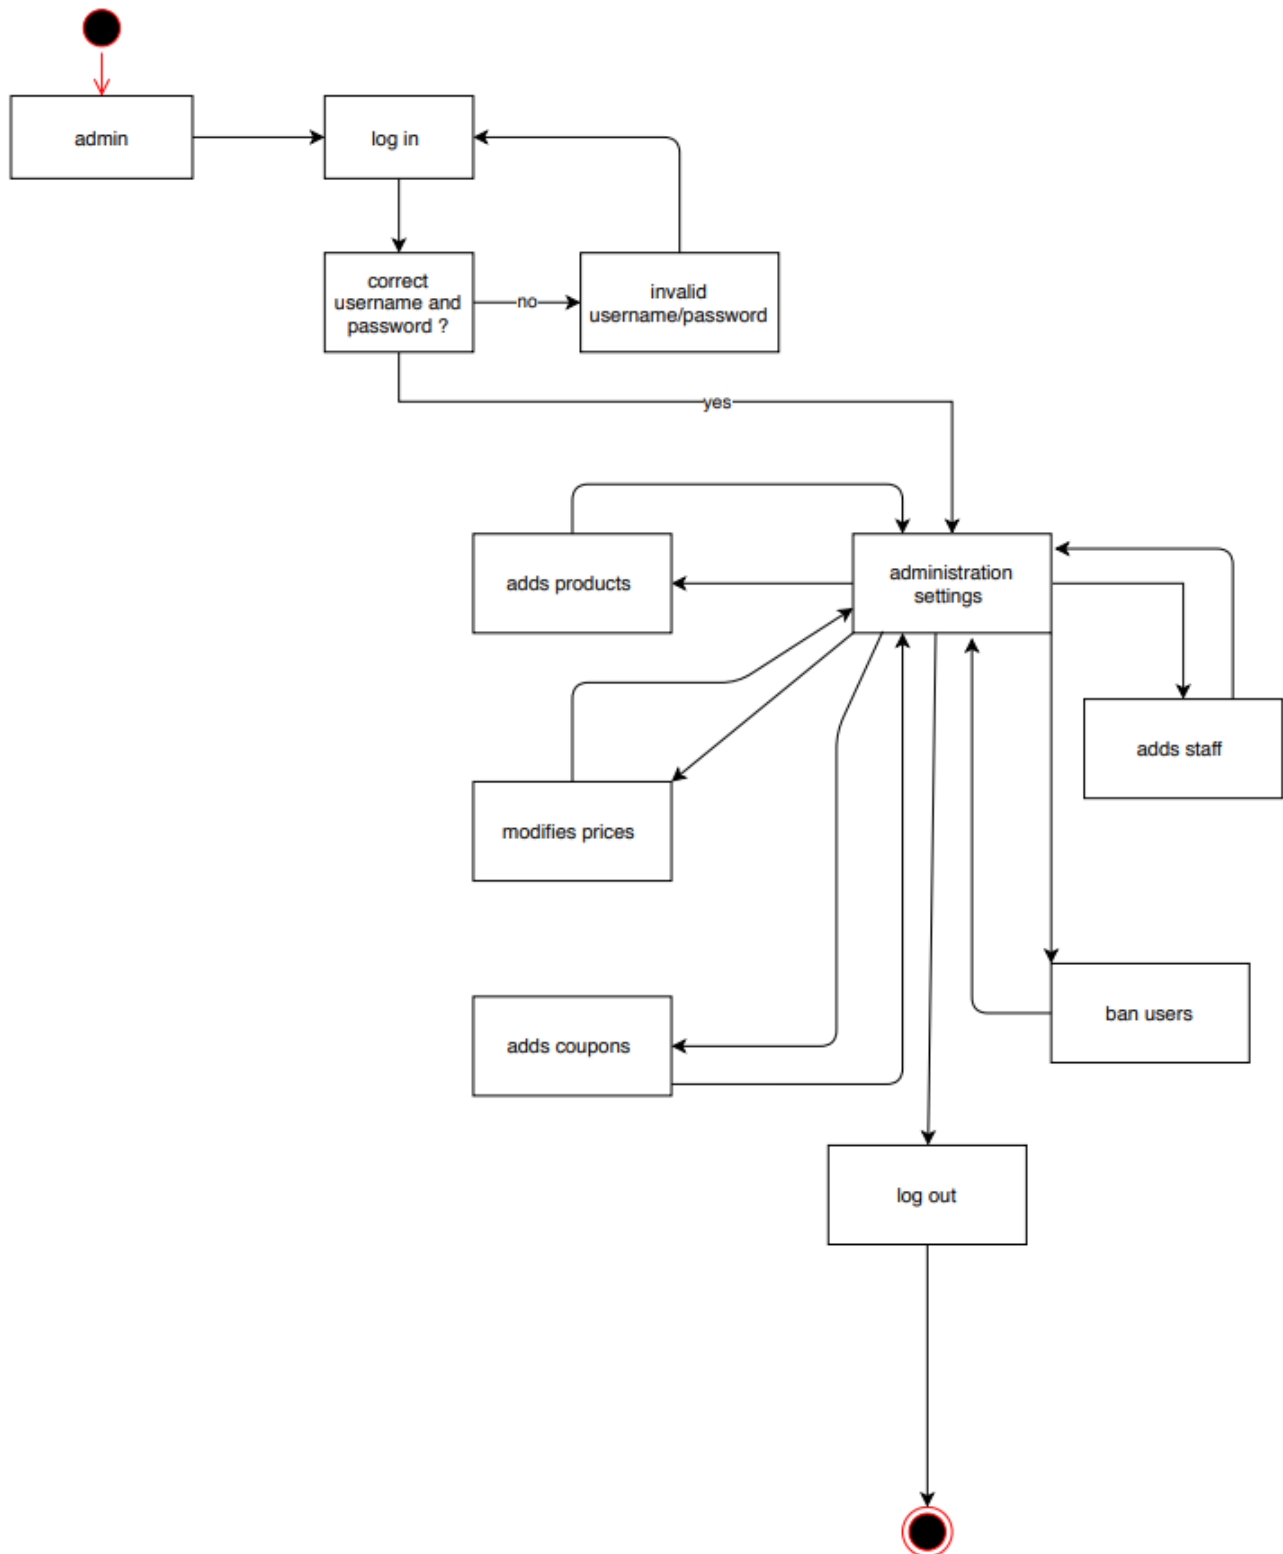 admin
log in
correct
username and
password ?
no
invalid
username/password
yes
adds products
administration
settings
adds staff
modifies prices
ban users
adds coupons
log out